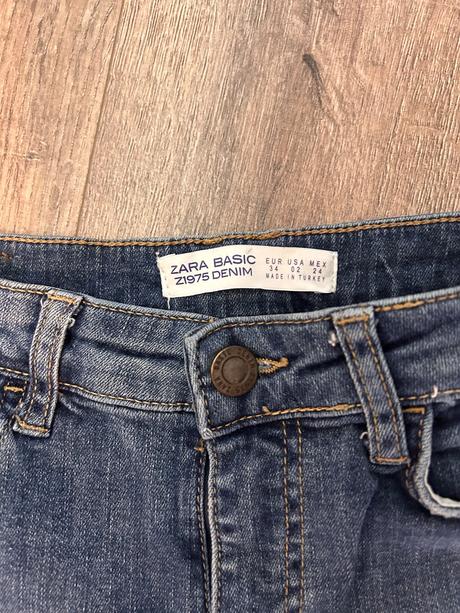 ZARA BASIC
Z1975 DENIM
EUR USA MEX
34 02 24
MADE IN TURKEY